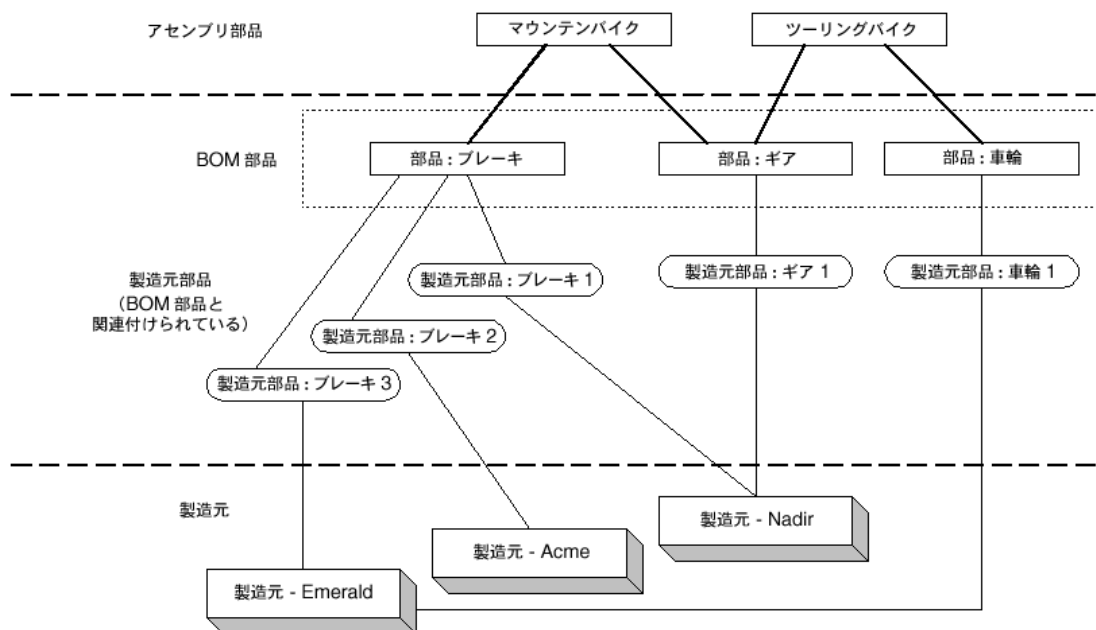 アセンブリ部品
マウンテンバイク
ツーリングバイク
BOM 部品
部品 : ブレーキ
部品 : ギア
部品 : 車輪
製造元部品
（BOM 部品と
関連付けられている）
製造元部品 : ブレーキ 1
製造元部品 : ギア 1
製造元部品 : 車輪 1
製造元部品 : ブレーキ 2
製造元部品 : ブレーキ 3
製造元
製造元 - Nadir
製造元 - Acme
製造元 - Emerald